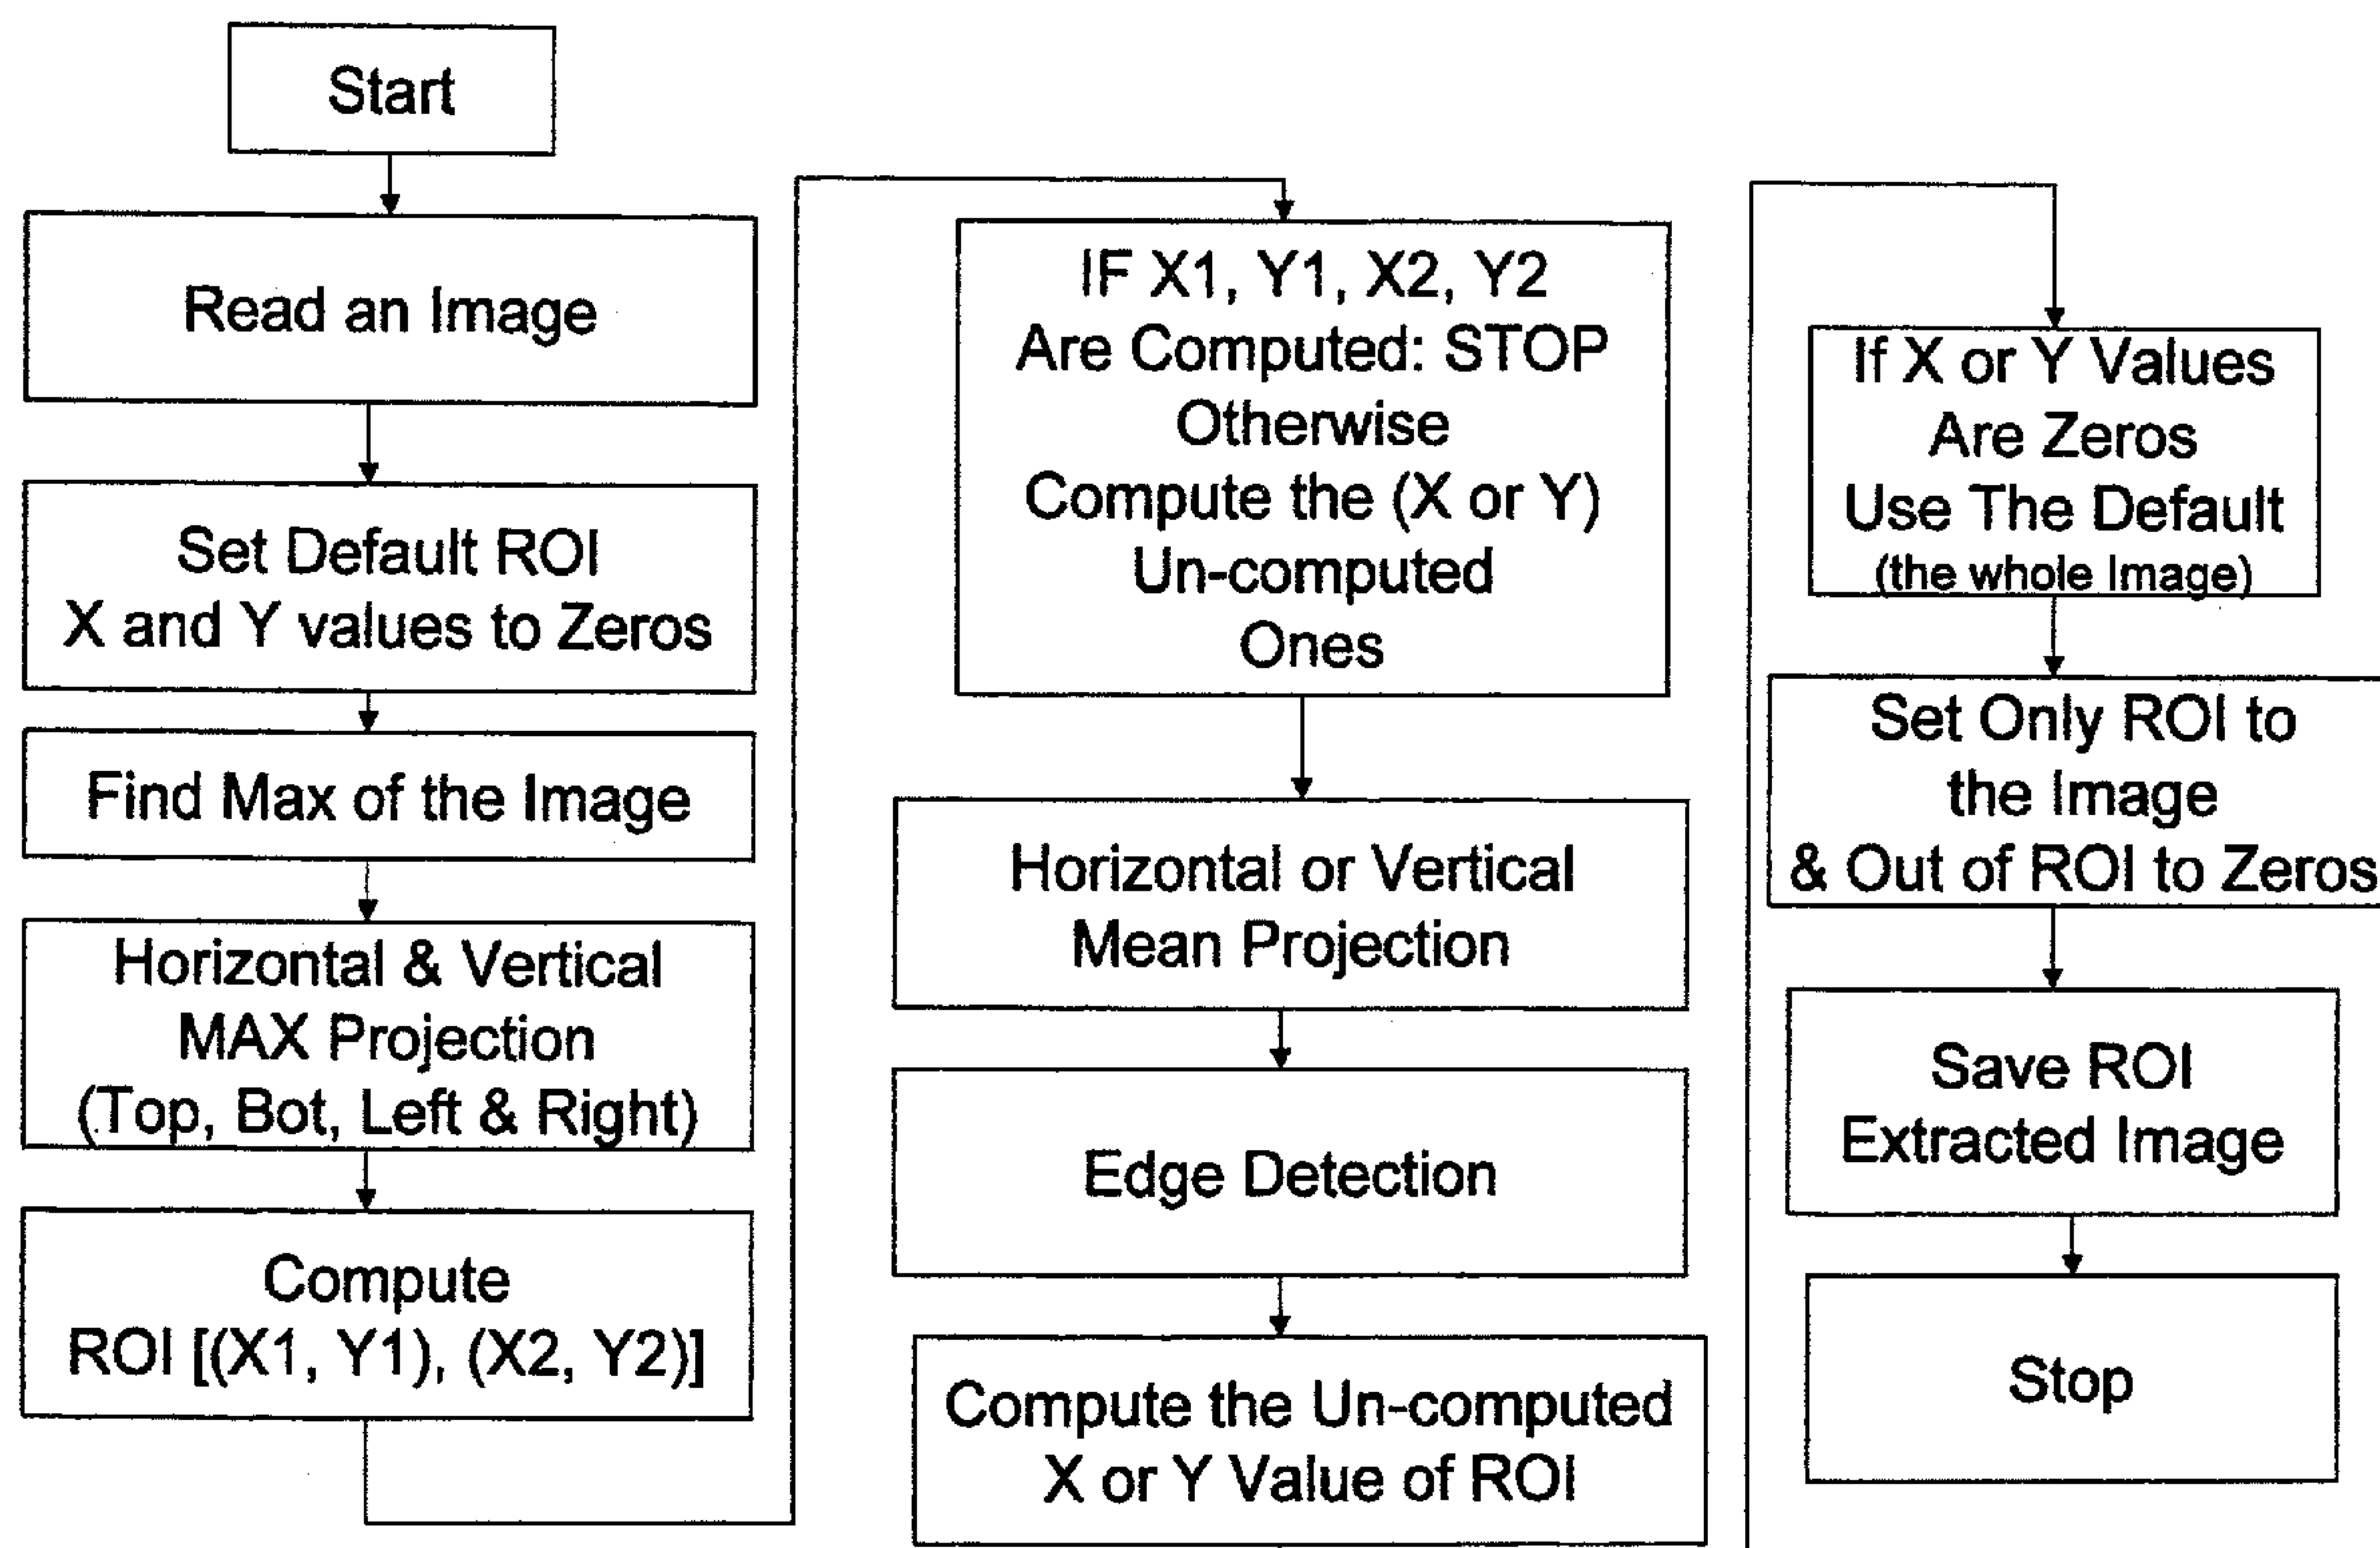 Start
Read an Image
Set Default ROI
X and Y values to Zeros
Find Max of the Image
Horizontal & Vertical
MAX Projection
(Top, Bot, Left & Right)
Compute
ROI [(X1, Y1), (X2, Y2)]
IF X1, Y1, X2, Y2
Are Computed: STOP
Otherwise
Compute the (X or Y)
Un-computed
Ones
Horizontal or Vertical
Mean Projection
Edge Detection
Compute the Un-computed
X or Y Value of ROI
If X or Y Values
Are Zeros
Use The Default
(the whole Image)
Set Only ROI to
the Image
& Out of ROI to Zeros
Save ROI
Extracted Image
Stop